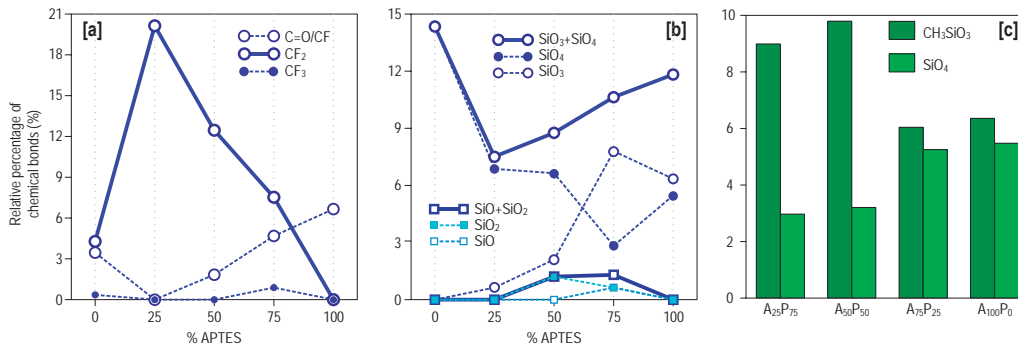 [a]
Relative percentage of
chemical bonds (%)
21
18
15
12
9
6
3
0
C=O/CF
CF₂
CF₃
0 25 50 75 100
% APTES
[b]
15
12
9
6
3
0
SiO₃+SiO₄
SiO₄
SiO₃
SiO+SiO₂
SiO₂
SiO
0 25 50 75 100
% APTES
[c]
10
8
6
4
2
0
CH₃SiO₃
SiO₄
A₂₅P₇₅ A₅₀P₅₀ A₇₅P₂₅ A₁₀₀P₀